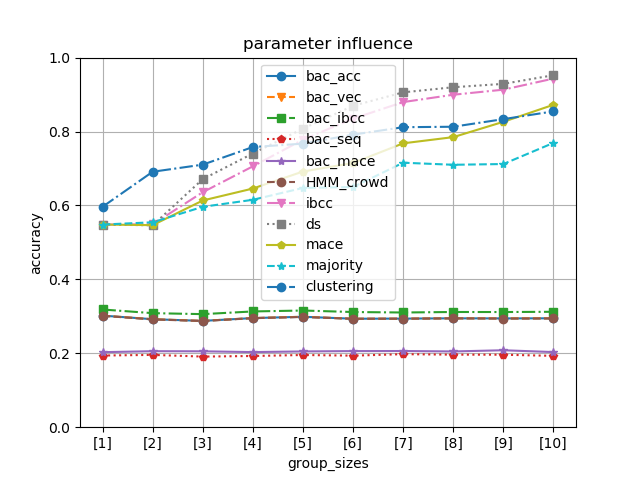 parameter influence
accuracy
1.0
0.8
0.6
0.4
0.2
0.0
bac_acc
bac_vec
bac_ibcc
bac_seq
bac_mace
HMM_crowd
ibcc
ds
mace
majority
clustering
[1] [2] [3] [4] [5] [6] [7] [8] [9] [10]
group_sizes